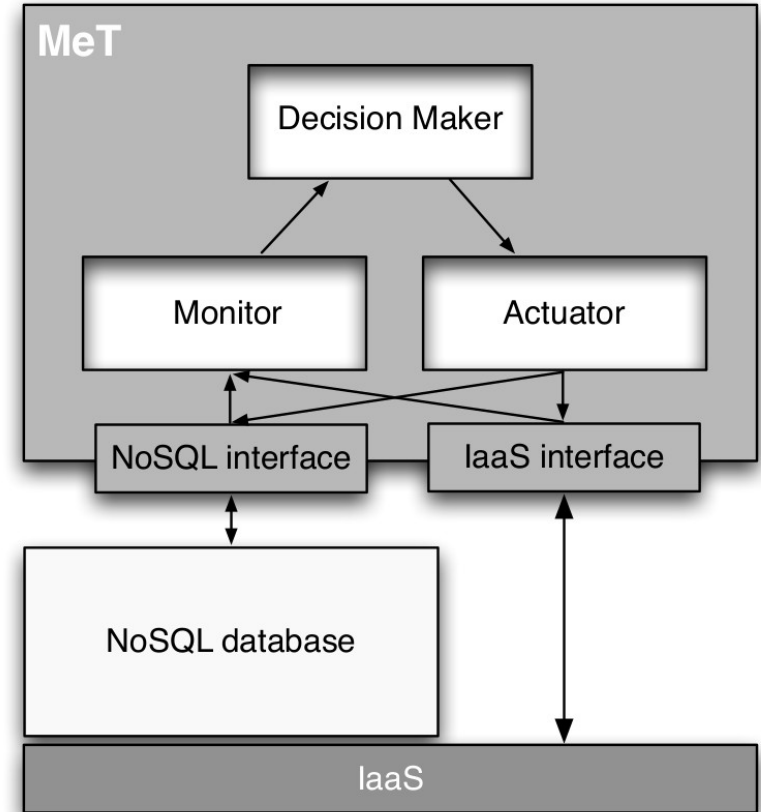 MeT
Decision Maker
Monitor
Actuator
NoSQL interface
IaaS interface
NoSQL database
IaaS